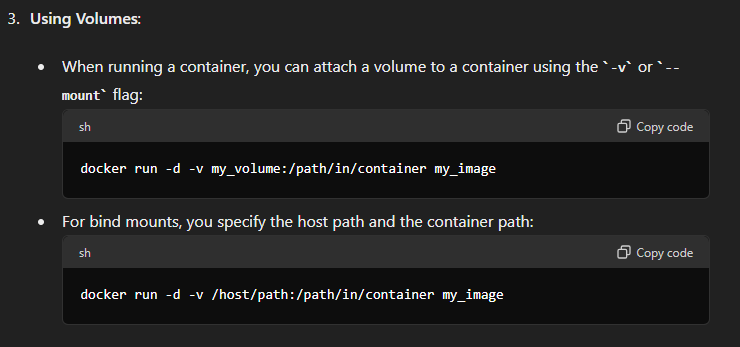 3. Using Volumes:
• When running a container, you can attach a volume to a container using the `-v` or `--
mount` flag:
sh Copy code
docker run -d -v my_volume:/path/in/container my_image
• For bind mounts, you specify the host path and the container path:
sh Copy code
docker run -d -v /host/path:/path/in/container my_image